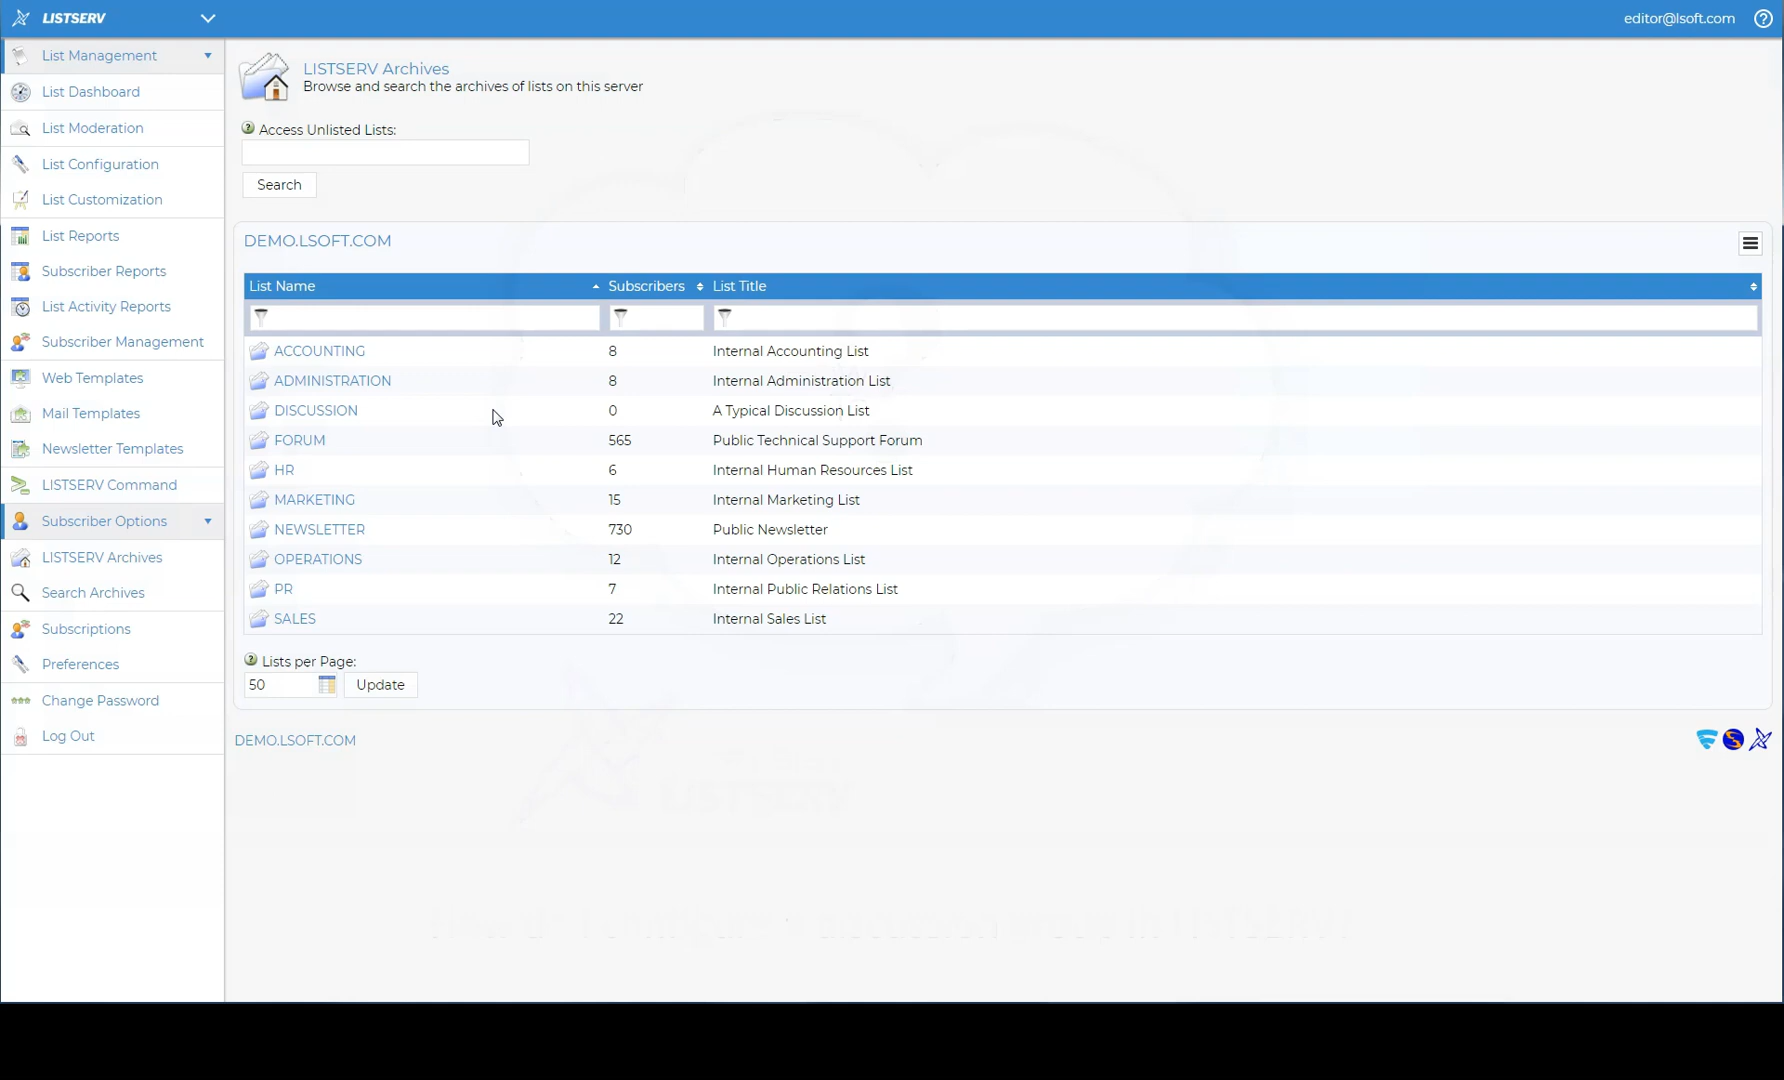 LISTSERV
editor@lsoft.com
List Management
List Dashboard
List Moderation
List Configuration
List Customization
List Reports
Subscriber Reports
List Activity Reports
Subscriber Management
Web Templates
Mail Templates
Newsletter Templates
LISTSERV Command
Subscriber Options
LISTSERV Archives
Search Archives
Subscriptions
Preferences
Change Password
Log Out
LISTSERV Archives
Browse and search the archives of lists on this server
Access Unlisted Lists:
Search
DEMO.LSOFT.COM
List Name Subscribers List Title
ACCOUNTING 8 Internal Accounting List
ADMINISTRATION 8 Internal Administration List
DISCUSSION 0 A Typical Discussion List
FORUM 565 Public Technical Support Forum
HR 6 Internal Human Resources List
MARKETING 15 Internal Marketing List
NEWSLETTER 730 Public Newsletter
OPERATIONS 12 Internal Operations List
PR 7 Internal Public Relations List
SALES 22 Internal Sales List
Lists per Page:
50 Update
DEMO.LSOFT.COM
LISTSERV